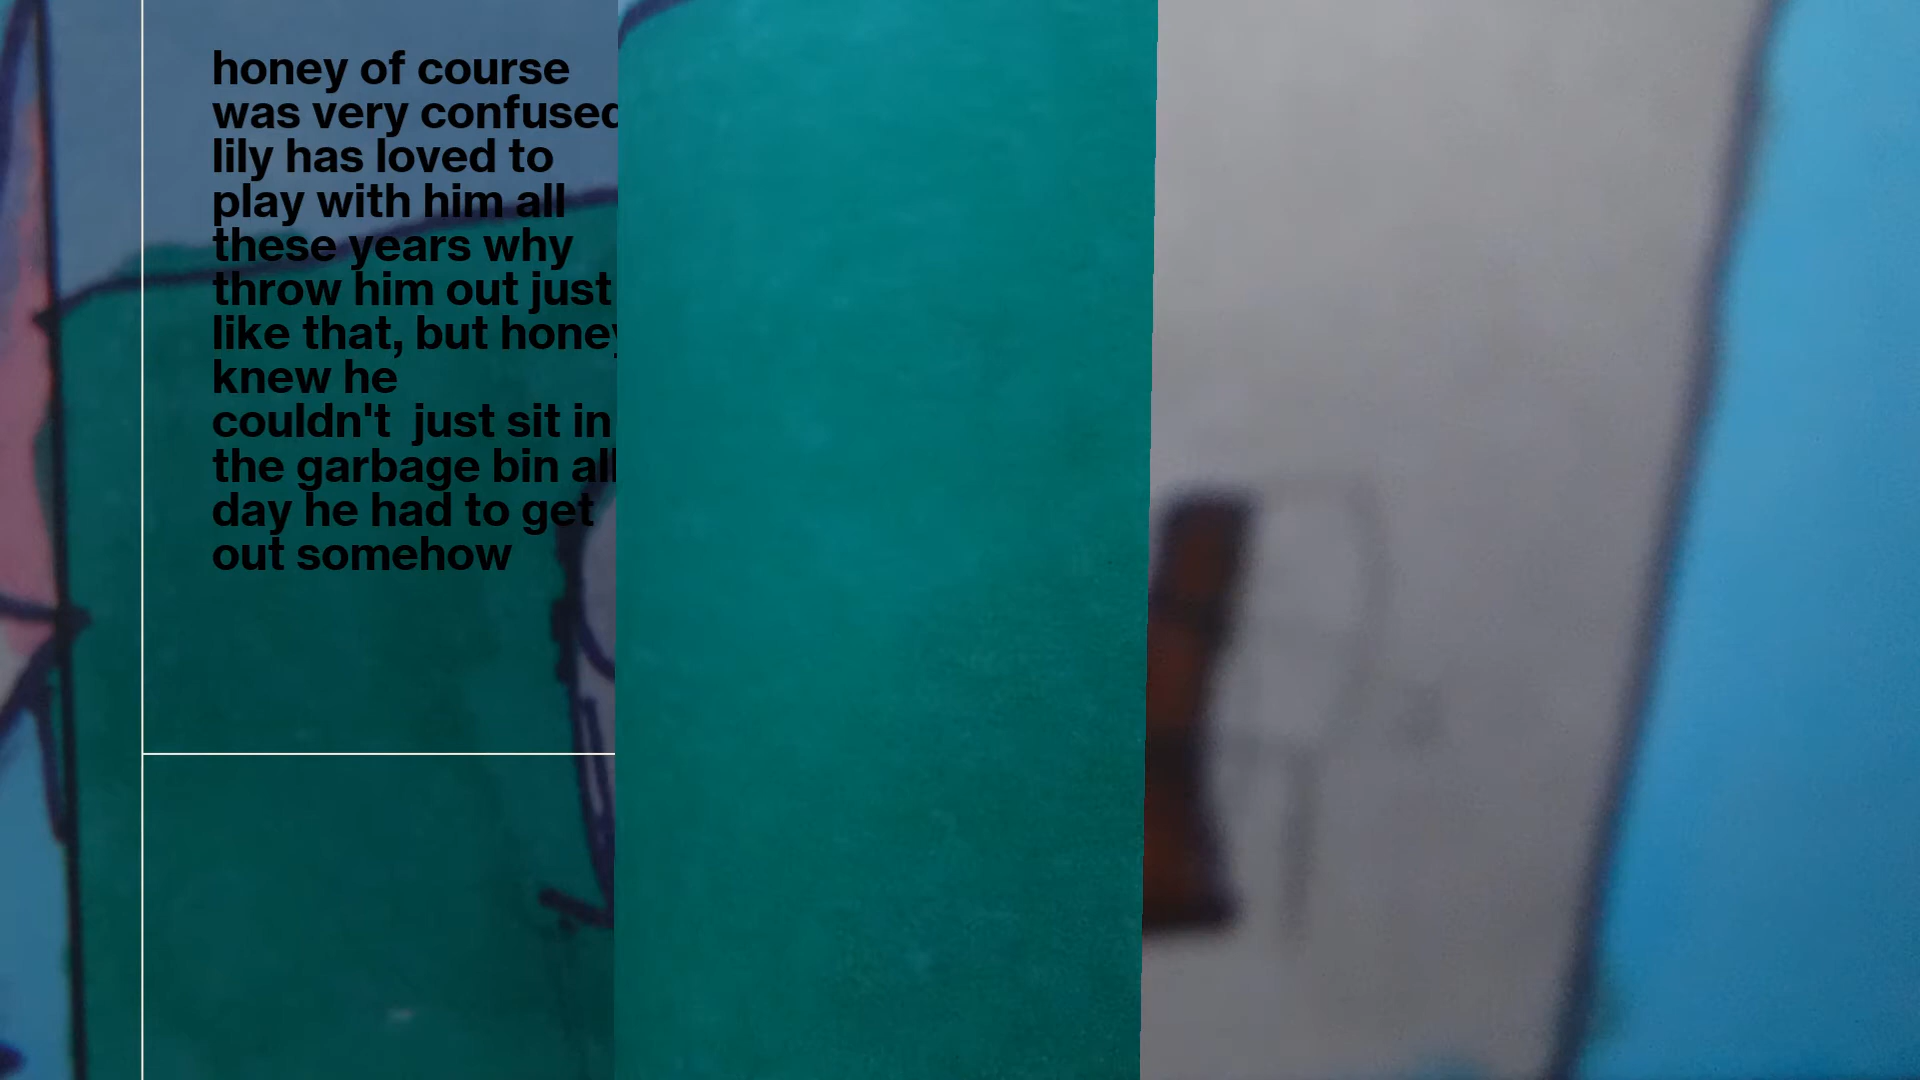 honey of course
was very confused
lily has loved to
play with him all
these years why
throw him out just
like that, but honey
knew he
couldn't  just sit in
the garbage bin all
day he had to get
out somehow